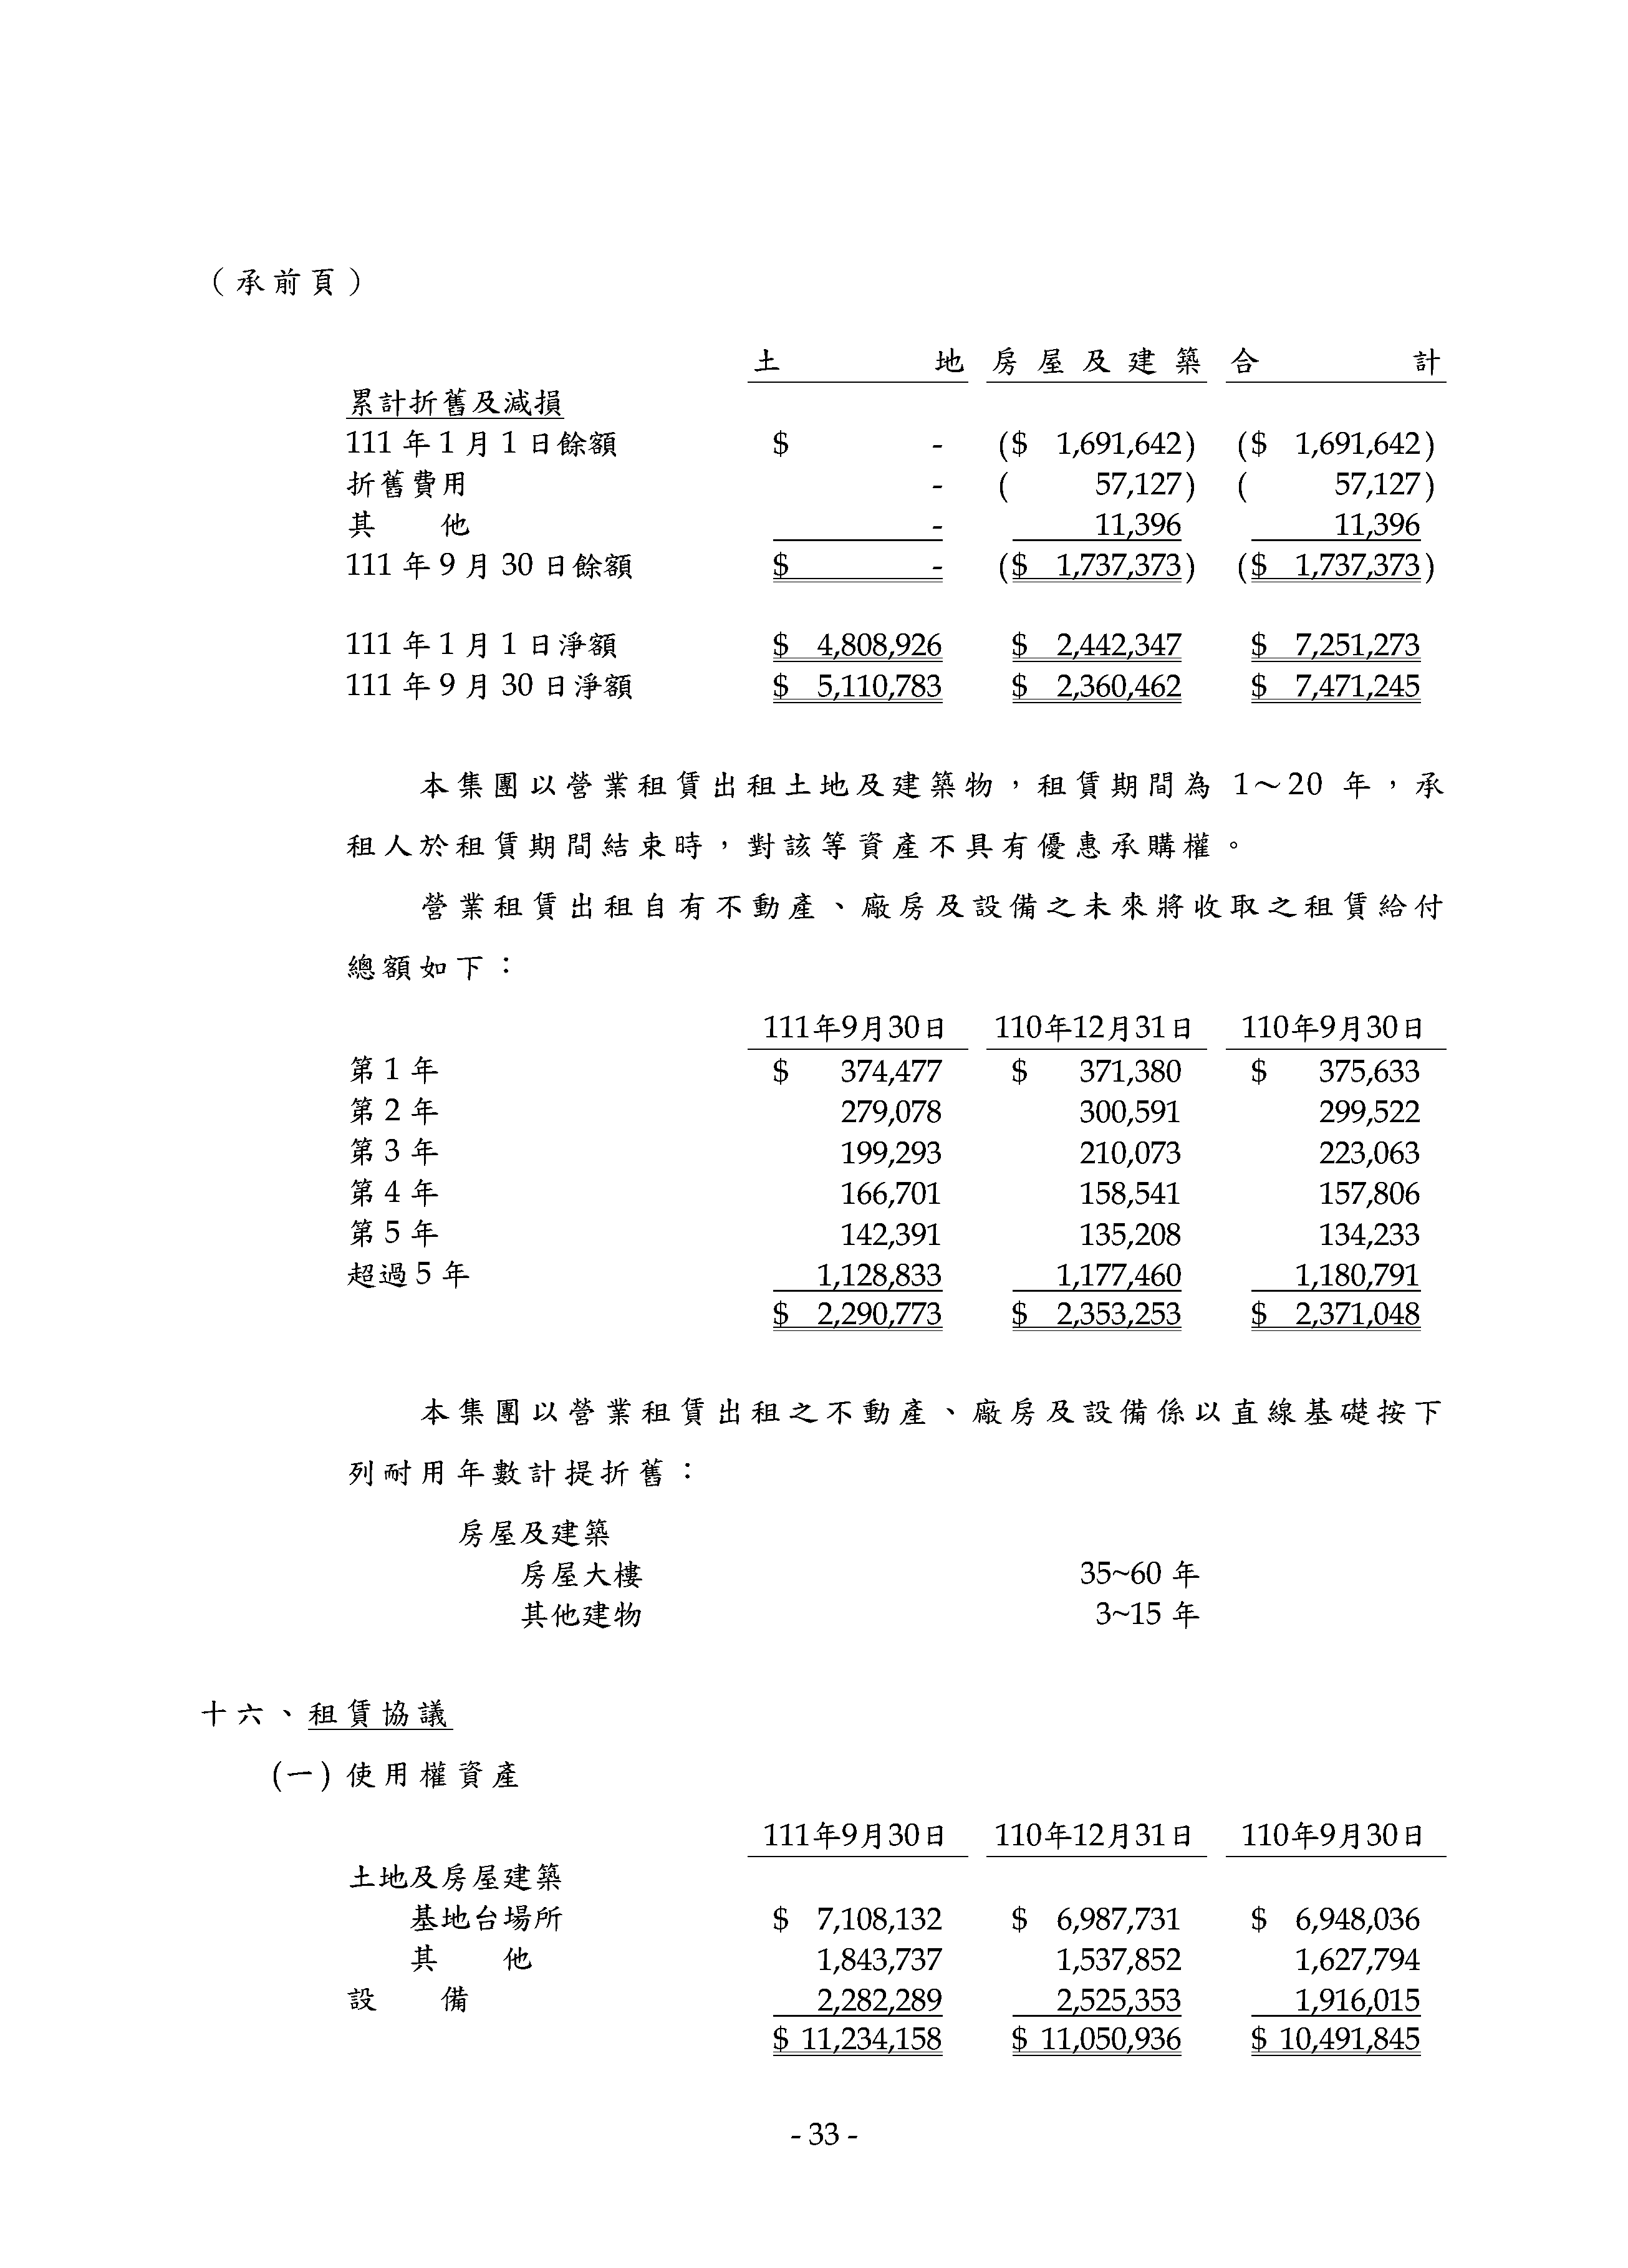 （承前頁）
土地 房屋及建築 合計
累計折舊及減損
111 年 1 月 1 日餘額 $ - ($ 1,691,642) ($ 1,691,642)
折舊費用 - ( 57,127) ( 57,127)
其他 - 11,396 11,396
111 年 9 月 30 日餘額 $ - ($ 1,737,373) ($ 1,737,373)
111 年 1 月 1 日淨額 $ 4,808,926 $ 2,442,347 $ 7,251,273
111 年 9 月 30 日淨額 $ 5,110,783 $ 2,360,462 $ 7,471,245
本集團以營業租賃出租土地及建築物，租賃期間為 1～20 年，承
租人於租賃期間結束時，對該等資產不具有優惠承購權。
營業租賃出租自有不動產、廠房及設備之未來將收取之租賃給付
總額如下：
111年9月30日 110年12月31日 110年9月30日
第 1 年 $ 374,477 $ 371,380 $ 375,633
第 2 年 279,078 300,591 299,522
第 3 年 199,293 210,073 223,063
第 4 年 166,701 158,541 157,806
第 5 年 142,391 135,208 134,233
超過 5 年 1,128,833 1,177,460 1,180,791
$ 2,290,773 $ 2,353,253 $ 2,371,048
本集團以營業租賃出租之不動產、廠房及設備係以直線基礎按下
列耐用年數計提折舊：
房屋及建築
房屋大樓 35~60 年
其他建物 3~15 年
十六、租賃協議
(一) 使用權資產
111年9月30日 110年12月31日 110年9月30日
土地及房屋建築
基地台場所 $ 7,108,132 $ 6,987,731 $ 6,948,036
其他 1,843,737 1,537,852 1,627,794
設備 2,282,289 2,525,353 1,916,015
$ 11,234,158 $ 11,050,936 $ 10,491,845
- 33 -